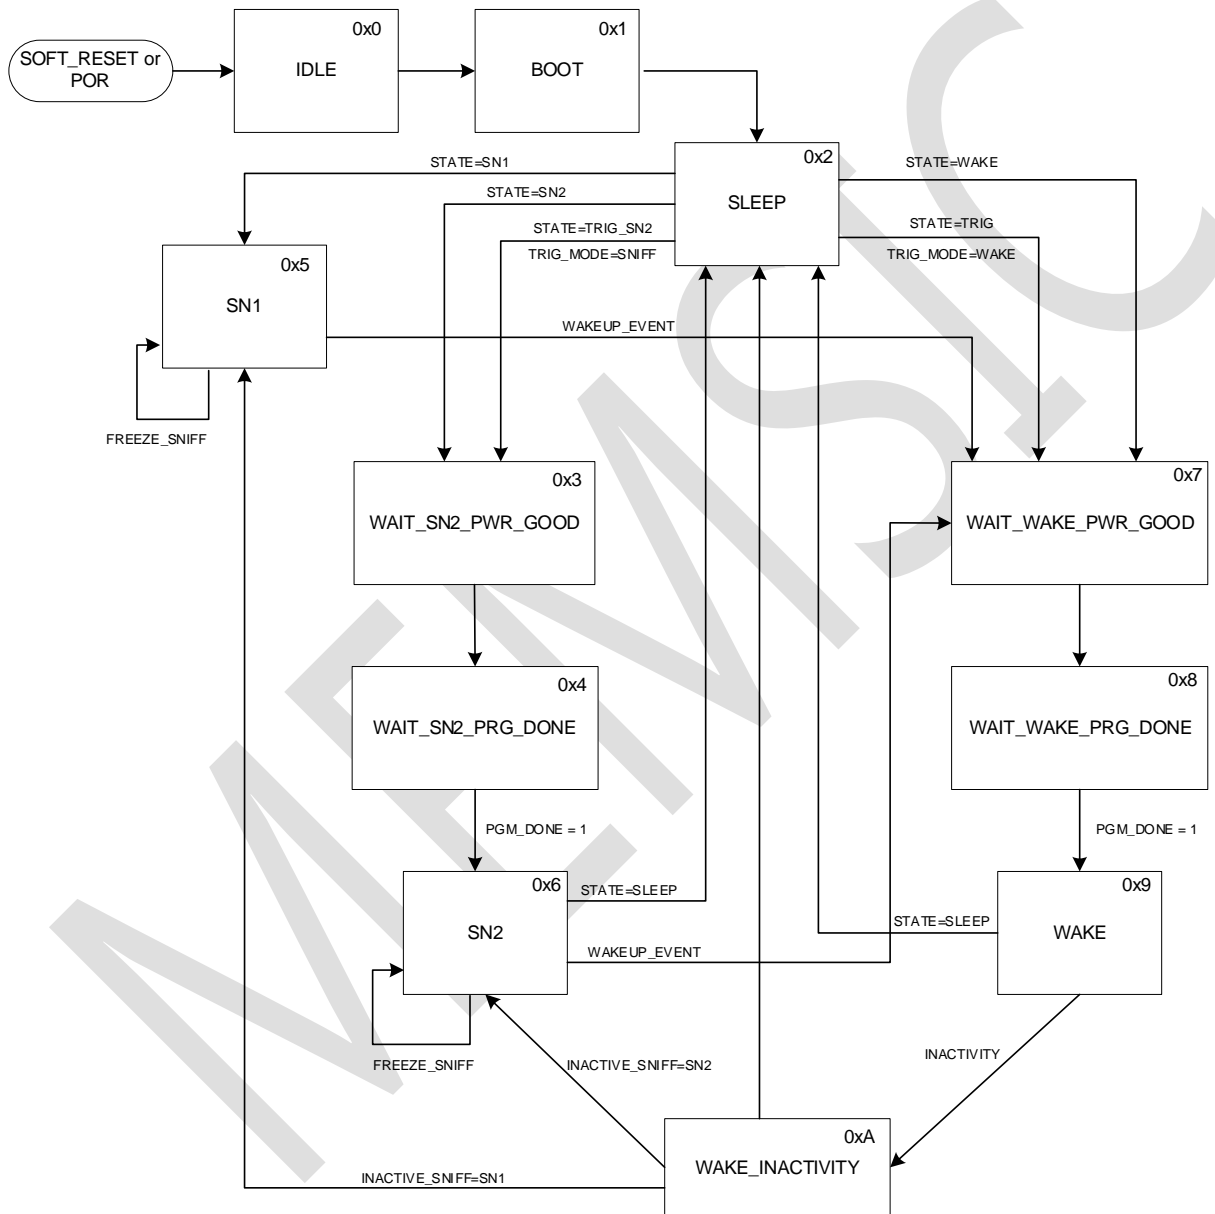 0x0
0x1
SOFT_RESET or
POR
IDLE
BOOT
0x2
STATE=SN1
STATE=WAKE
STATE=SN2
SLEEP
STATE=TRIG_SN2
STATE=TRIG
TRIG_MODE=SNIFF
TRIG_MODE=WAKE
0x5
SN1
WAKEUP_EVENT
FREEZE_SNIFF
0x3
0x7
WAIT_SN2_PWR_GOOD
WAIT_WAKE_PWR_GOOD
0x4
0x8
WAIT_SN2_PRG_DONE
WAIT_WAKE_PRG_DONE
PGM_DONE = 1
PGM_DONE = 1
0x6
0x9
STATE=SLEEP
STATE=SLEEP
SN2
WAKE
WAKEUP_EVENT
FREEZE_SNIFF
INACTIVE_SNIFF=SN2
INACTIVITY
0xA
WAKE_INACTIVITY
INACTIVE_SNIFF=SN1
MEMSIC